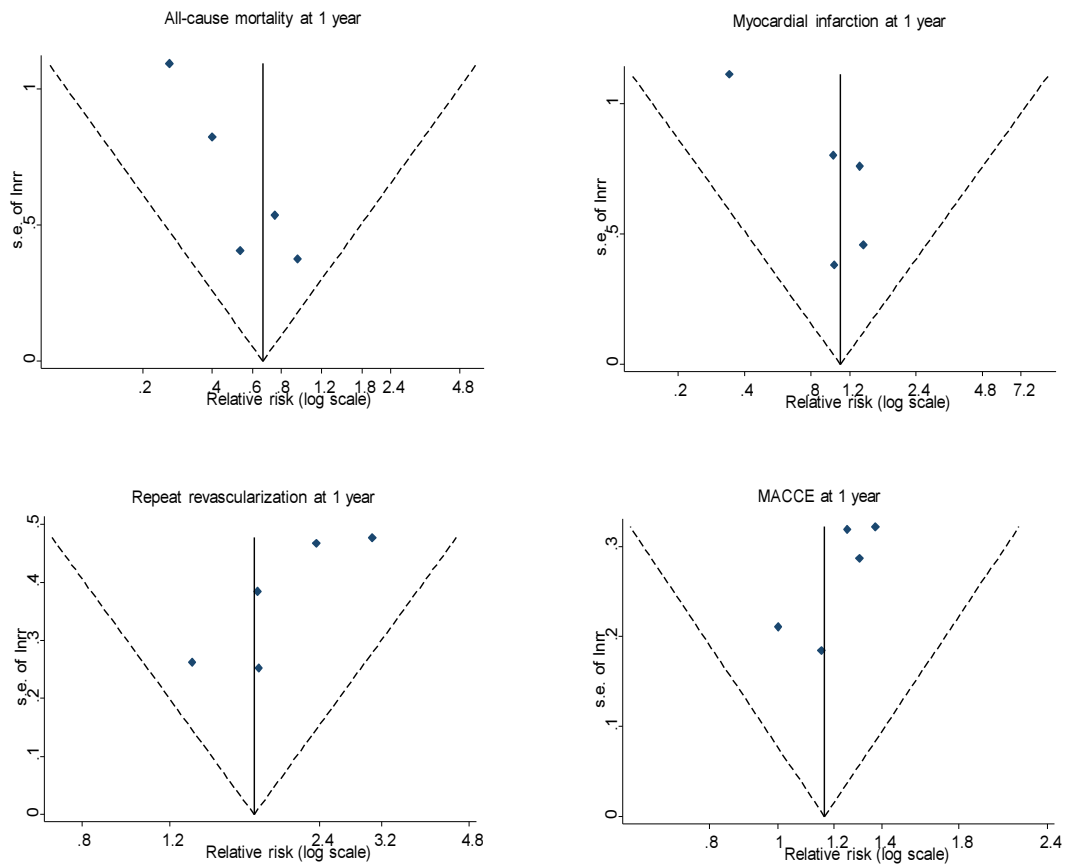 All-cause mortality at 1 year
s.e. of lnrr
1
.5
0
.2 .4 .6 .8 1.2 1.8 2.4 4.8
Relative risk (log scale)
Myocardial infarction at 1 year
s.e. of lnrr
1
.5
0
.2 .4 .8 1.2 2.4 4.8 7.2
Relative risk (log scale)
Repeat revascularization at 1 year
s.e. of lnrr
.5
.4
.3
.2
.1
0
.8 1.2 2.4 3.2 4.8
Relative risk (log scale)
MACCE at 1 year
s.e. of lnrr
.3
.2
.1
0
.8 1 1.2 1.4 1.8 2.4
Relative risk (log scale)